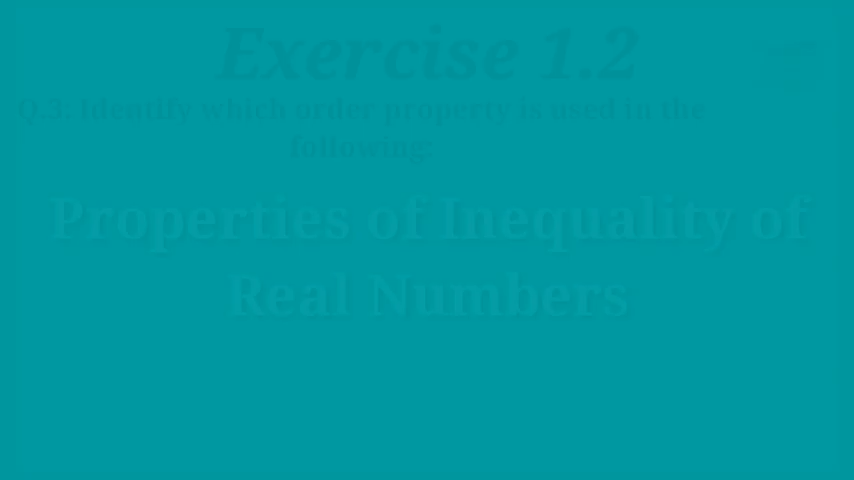 Exercise 1.2
Q.3: Identify which order property is used in the
following:
Properties of Inequality of
Real Numbers